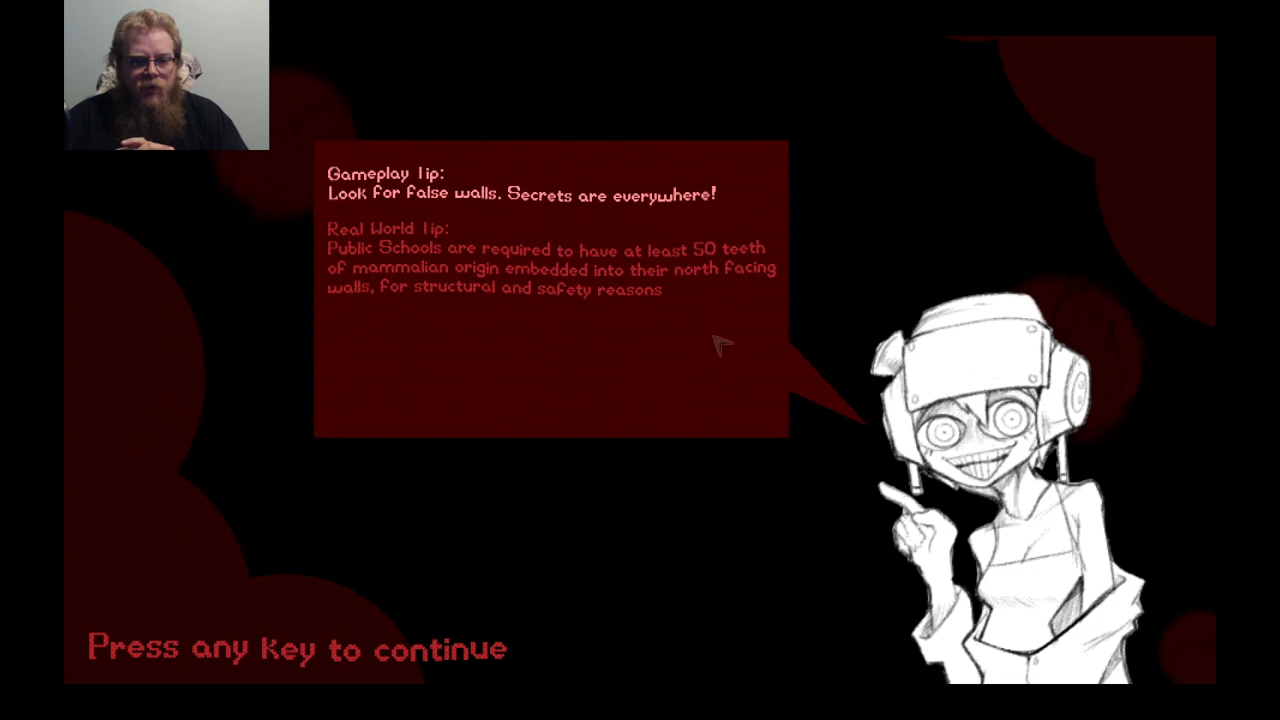 Gameplay Tip:
Look for false walls. Secrets are everywhere!
Real World Tip:
Public Schools are required to have at least 50 teeth
of mammalian origin embedded into their north facing
walls, for structural and safety reasons
Press any key to continue